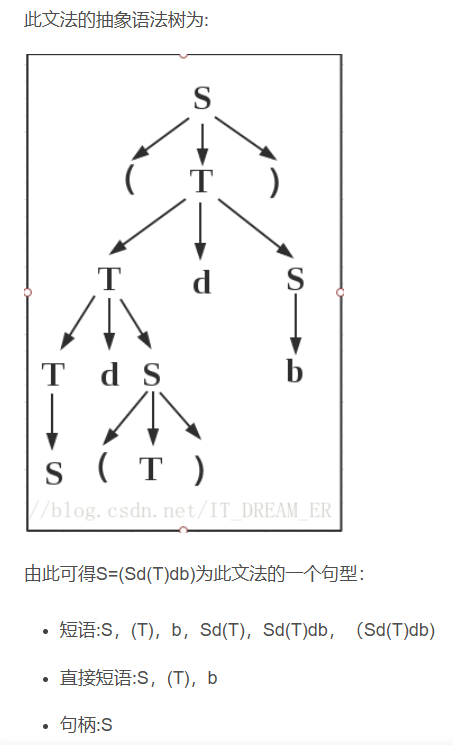 此文法的抽象语法树为:
S
( T )
T d S
T d S b
S ( T )
//blog.csdn.net/IT_DREAM_ER
由此可得S=(Sd(T)db)为此文法的一个句型：
• 短语:S，(T)，b，Sd(T)，Sd(T)db，（Sd(T)db)
• 直接短语:S，(T)，b
• 句柄:S